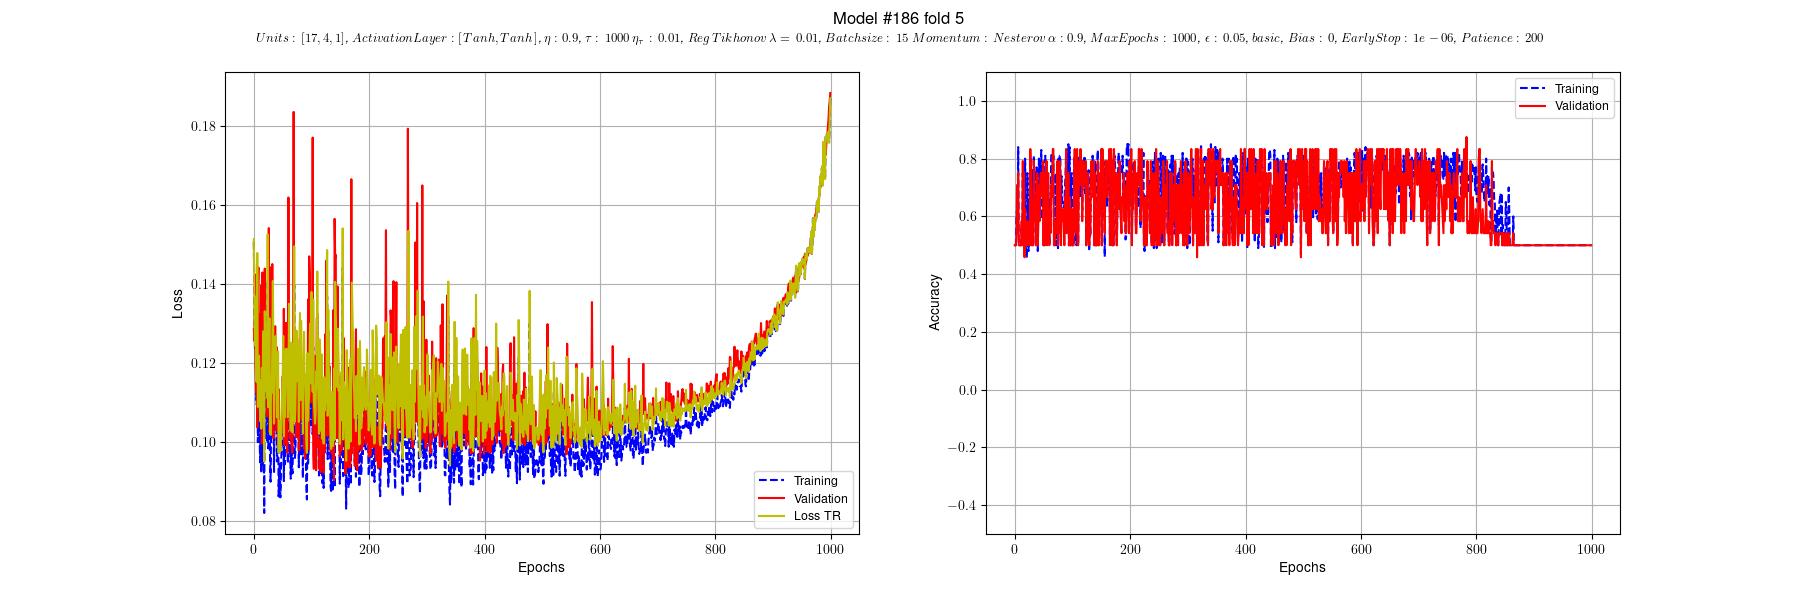 Model #186 fold 5
Units : [17, 4, 1], ActivationLayer : [Tanh, Tanh], η : 0.9, τ : 1000 ητ : 0.01, Reg Tikhonov λ = 0.01, Batchsize : 15 Momentum : Nesterov α : 0.9, MaxEpochs : 1000, ϵ : 0.05, basic, Bias : 0, EarlyStop : 1e − 06, Patience : 200
0.18
0.16
0.14
0.12
0.10
0.08
Loss
0 200 400 600 800 1000
Epochs
Training
Validation
Loss TR
1.0
0.8
0.6
0.4
0.2
0.0
−0.2
−0.4
Accuracy
0 200 400 600 800 1000
Epochs
Training
Validation